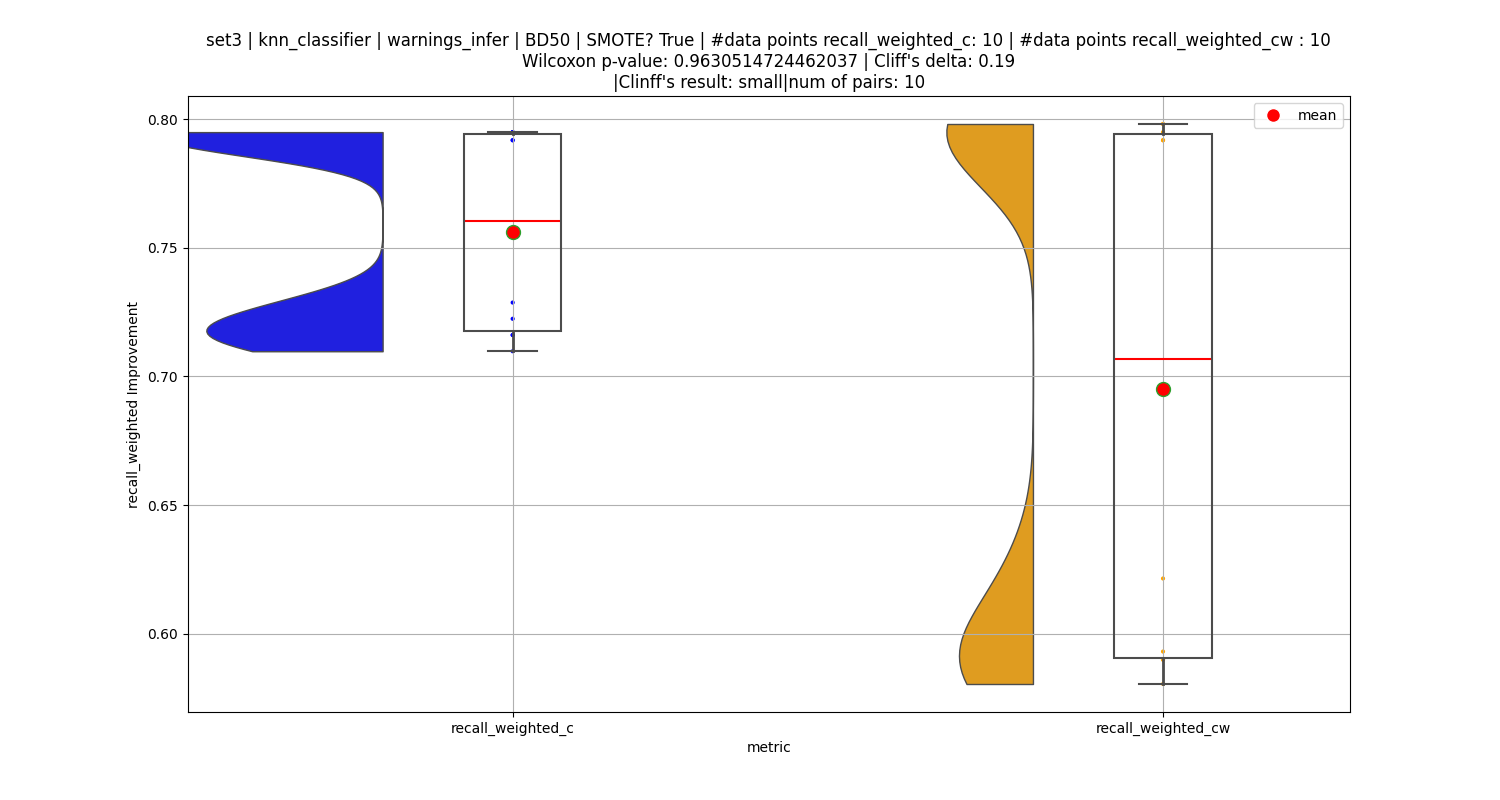 set3 | knn_classifier | warnings_infer | BD50 | SMOTE? True | #data points recall_weighted_c: 10 | #data points recall_weighted_cw : 10
Wilcoxon p-value: 0.9630514724462037 | Cliff's delta: 0.19
|Clinff's result: small|num of pairs: 10
mean
0.80
0.75
0.70
0.65
0.60
recall_weighted Improvement
recall_weighted_c
recall_weighted_cw
metric